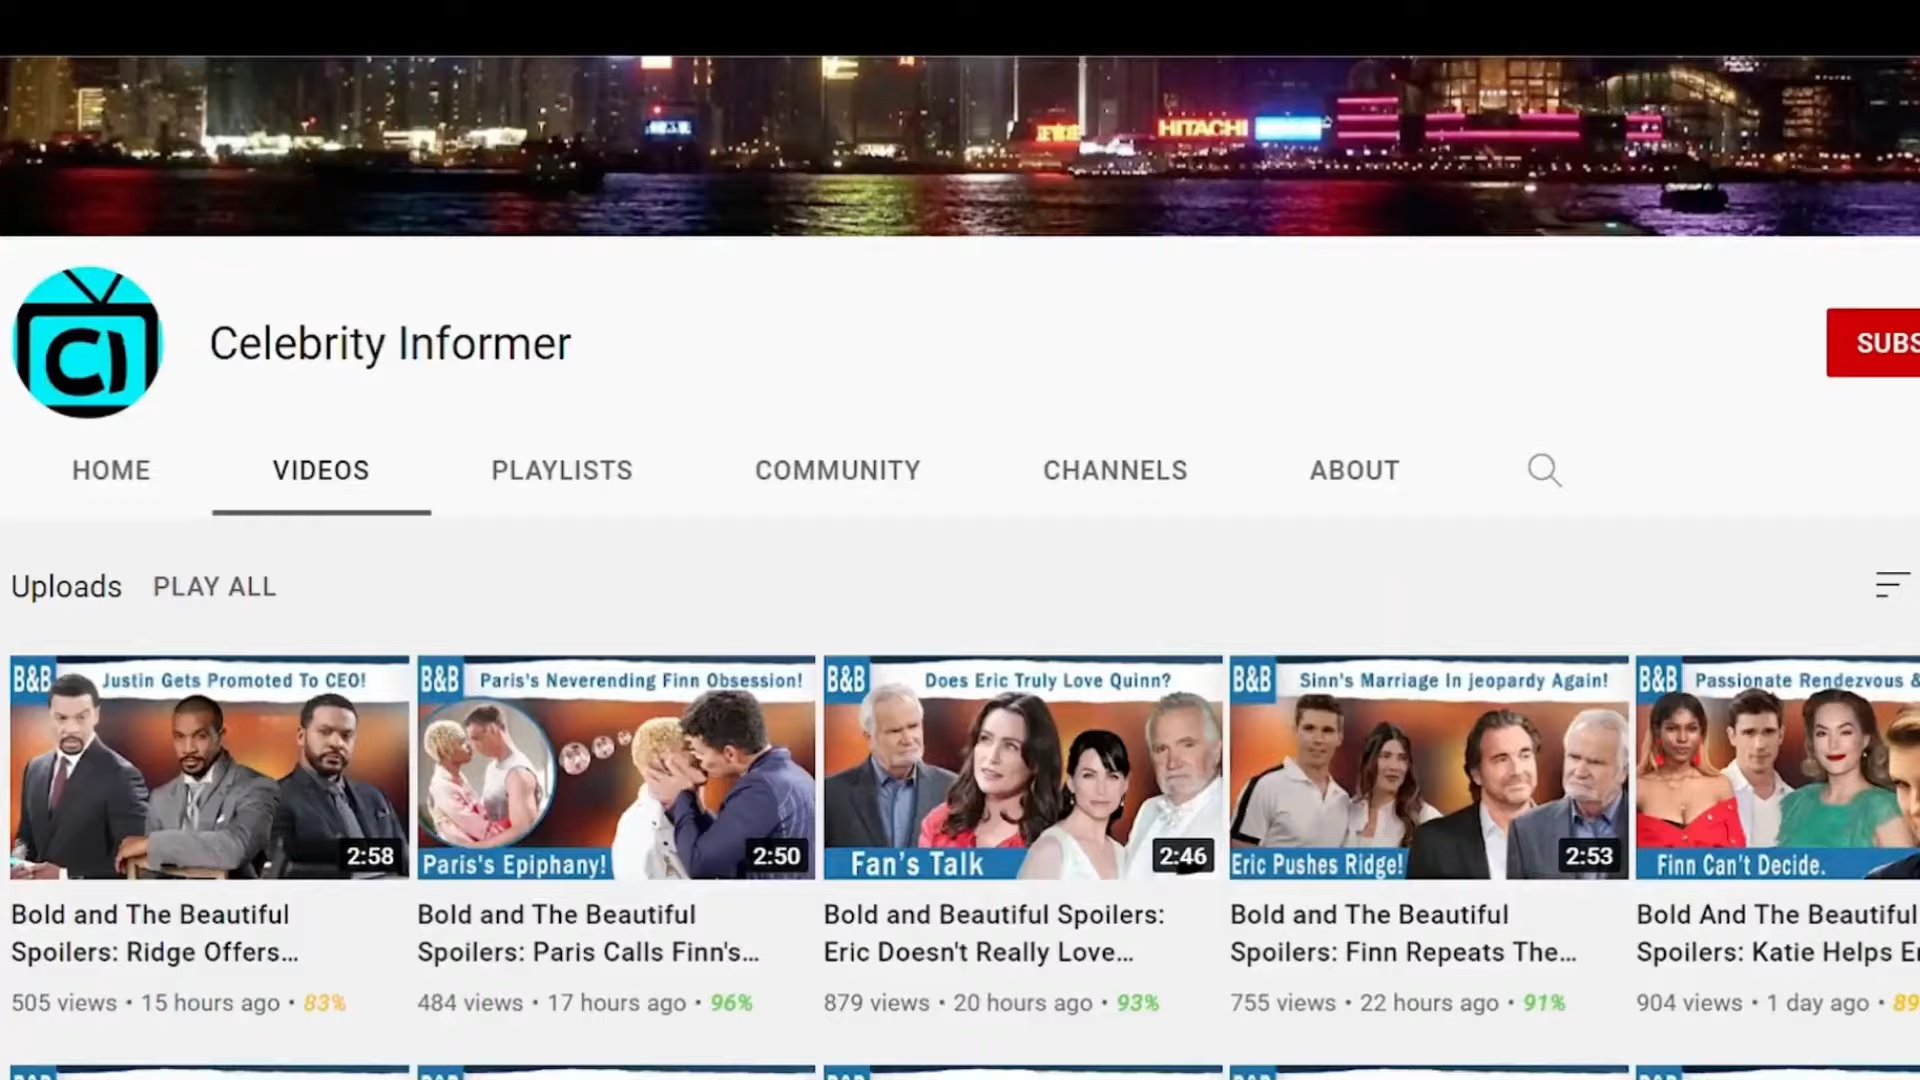 HITACHI
CI
Celebrity Informer
SUBS
HOME
VIDEOS
PLAYLISTS
COMMUNITY
CHANNELS
ABOUT
Uploads
PLAY ALL
B&B
Justin Gets Promoted To CEO!
2:58
B&B
Paris's Neverending Finn Obsession!
Paris's Epiphany!
2:50
B&B
Does Eric Truly Love Quinn?
Fan's Talk
2:46
B&B
Sinn's Marriage In jeopardy Again!
Eric Pushes Ridge!
2:53
B&B
Passionate Rendezvous &
Finn Can't Decide.
Bold and The Beautiful
Spoilers: Ridge Offers...
505 views • 15 hours ago • 83%
Bold and The Beautiful
Spoilers: Paris Calls Finn's...
484 views • 17 hours ago • 96%
Bold and Beautiful Spoilers:
Eric Doesn't Really Love...
879 views • 20 hours ago • 93%
Bold and The Beautiful
Spoilers: Finn Repeats The...
755 views • 22 hours ago • 91%
Bold And The Beautiful
Spoilers: Katie Helps E
904 views • 1 day ago • 89
B&B
B&B
B&B
B&B
B&B